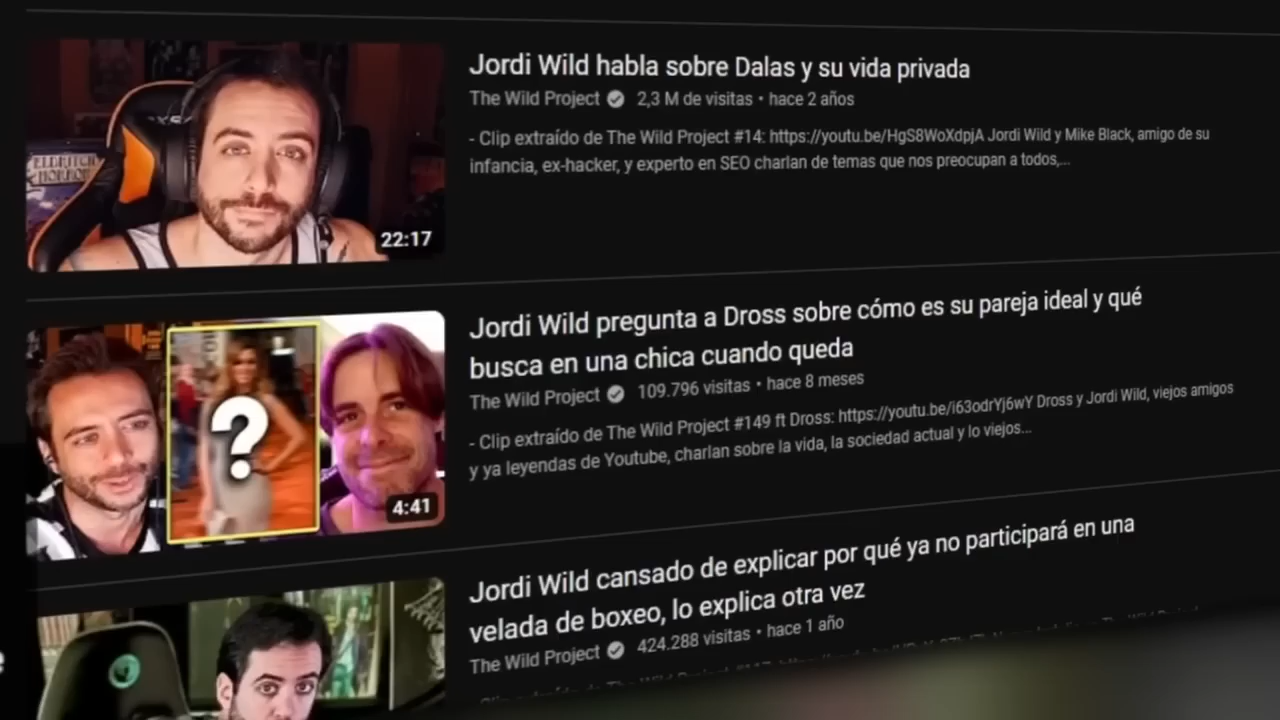 Jordi Wild habla sobre Dalas y su vida privada
The Wild Project 2,3 M de visitas • hace 2 años
- Clip extraído de The Wild Project #14: https://youtu.be/HgS8WoXdpjA Jordi Wild y Mike Black, amigo de su
infancia, ex-hacker, y experto en SEO charlan de temas que nos preocupan a todos,...
ELDRITCH
HORROR
22:17
Jordi Wild pregunta a Dross sobre cómo es su pareja ideal y qué
busca en una chica cuando queda
The Wild Project 109.796 visitas • hace 8 meses
- Clip extraído de The Wild Project #149 ft Dross: https://youtu.be/i63odrYj6wY Dross y Jordi Wild, viejos amigos
y ya leyendas de Youtube, charlan sobre la vida, la sociedad actual y lo viejos...
?
4:41
Jordi Wild cansado de explicar por qué ya no participará en una
velada de boxeo, lo explica otra vez
The Wild Project 424.288 visitas • hace 1 año